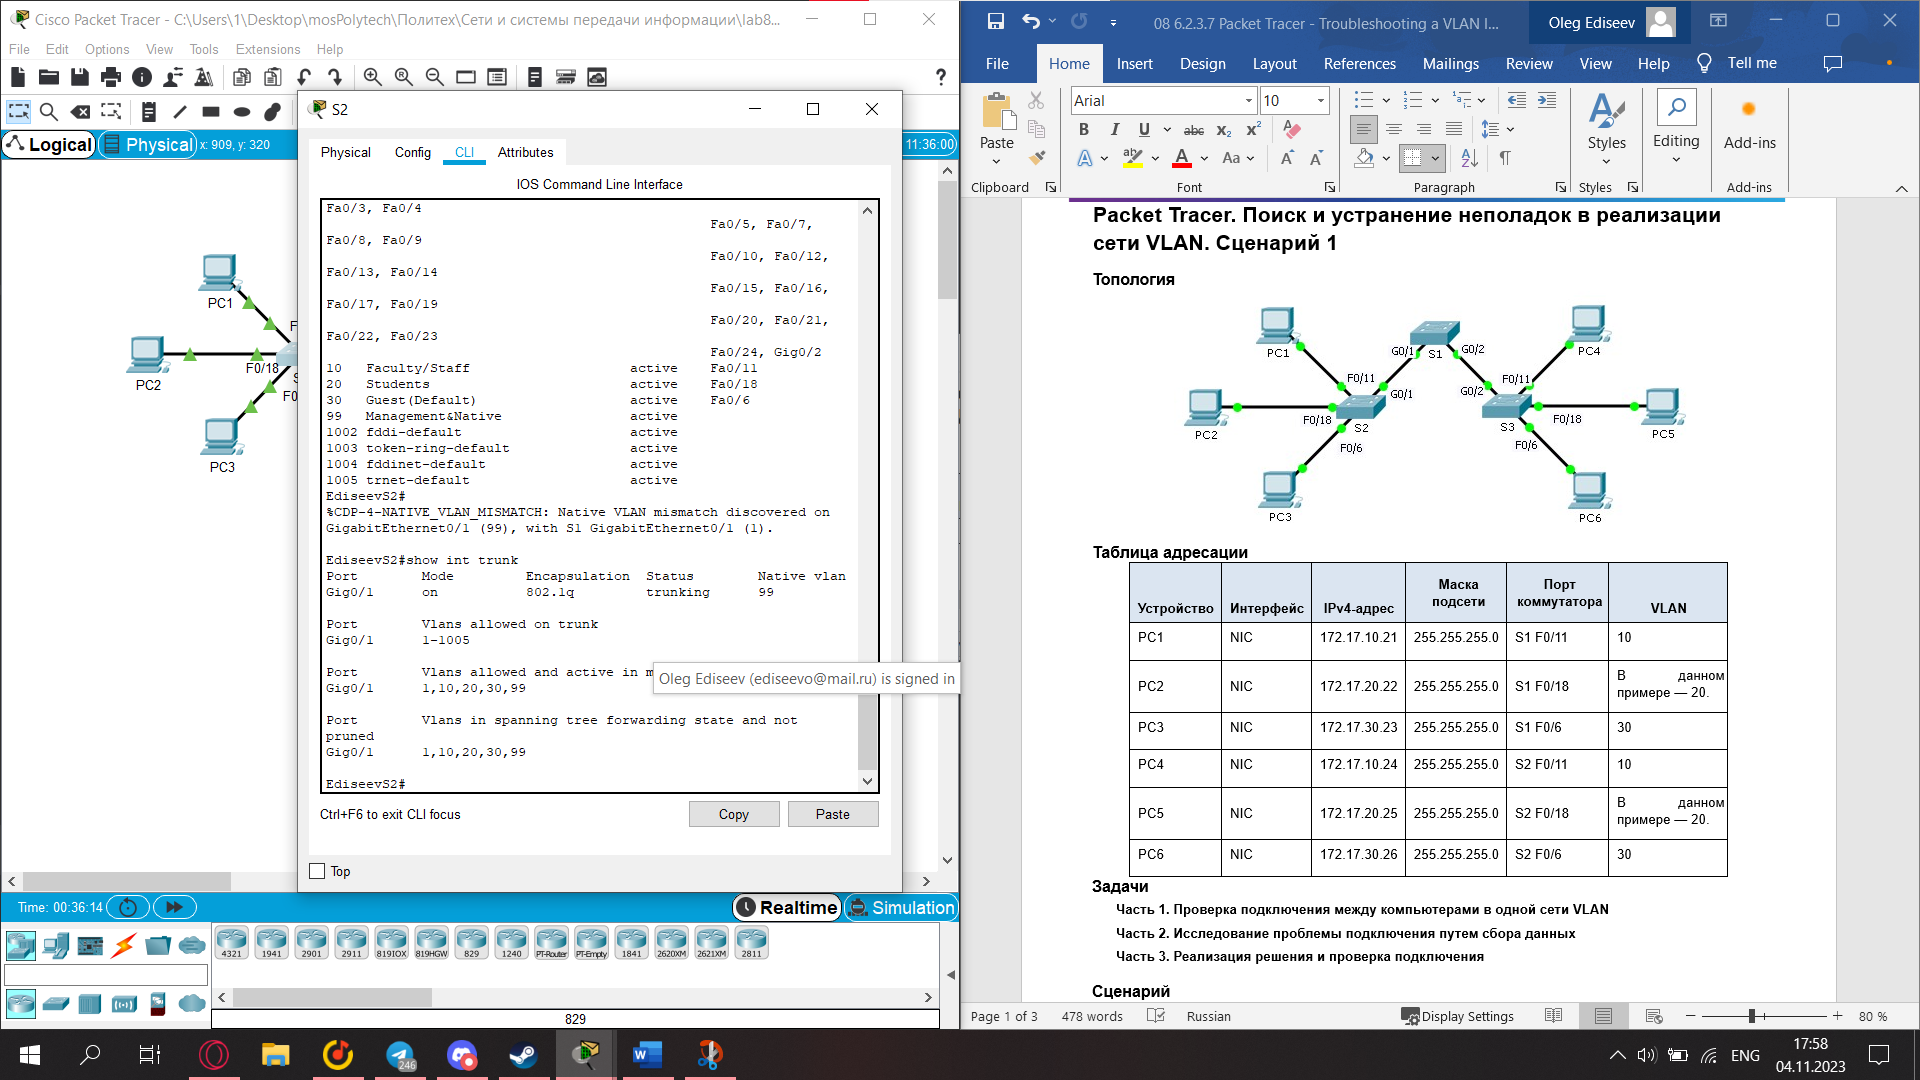 Cisco Packet Tracer - C:\Users\1\Desktop\mosPolytech\Политех\Сети и системы передачи информации\lab8...
File Edit Options View Tools Extensions Help
Logical
Physical
x: 909, y: 320
11:36:00
PC1
PC2
F0/18
PC3
S2
Physical Config CLI Attributes
IOS Command Line Interface
Fa0/3, Fa0/4
Fa0/5, Fa0/7,
Fa0/8, Fa0/9
Fa0/10, Fa0/12,
Fa0/13, Fa0/14
Fa0/15, Fa0/16,
Fa0/17, Fa0/19
Fa0/20, Fa0/21,
Fa0/22, Fa0/23
Fa0/24, Gig0/2
10 Faculty/Staff active Fa0/11
20 Students active Fa0/18
30 Guest(Default) active Fa0/6
99 Management&Native active
1002 fddi-default active
1003 token-ring-default active
1004 fddinet-default active
1005 trnet-default active
EdiseevS2#
%CDP-4-NATIVE_VLAN_MISMATCH: Native VLAN mismatch discovered on
GigabitEthernet0/1 (99), with S1 GigabitEthernet0/1 (1).
EdiseevS2#show int trunk
Port Mode Encapsulation Status Native vlan
Gig0/1 on 802.1q trunking 99
Port Vlans allowed on trunk
Gig0/1 1-1005
Port Vlans allowed and active in m
Gig0/1 1,10,20,30,99
Port Vlans in spanning tree forwarding state and not
pruned
Gig0/1 1,10,20,30,99
EdiseevS2#
Oleg Ediseev (ediseevo@mail.ru) is signed in
Ctrl+F6 to exit CLI focus
Copy Paste
Top
Time: 00:36:14
Realtime Simulation
4321 1941 2901 2911 819IOX 819HGW 829 1240 PT-Router PT-Empty 1841 2620XM 2621XM 2811
829
08 6.2.3.7 Packet Tracer - Troubleshooting a VLAN I...
Oleg Ediseev
File Home Insert Design Layout References Mailings Review View Help Tell me
Paste
Clipboard
Arial 10
B I U abc x2 x2
A A Aa A A
Font
Paragraph
Styles
Styles
Editing
Add-ins
Add-ins
Packet Tracer. Поиск и устранение неполадок в реализации
сети VLAN. Сценарий 1
Топология
PC1
G0/1 S1 G0/2
PC4
F0/11
G0/1
G0/2
F0/11
PC2
F0/18
S2
S3
F0/18
PC5
F0/6
F0/6
PC3
PC6
Таблица адресации
Устройство Интерфейс IPv4-адрес Маска подсети Порт коммутатора VLAN
PC1 NIC 172.17.10.21 255.255.255.0 S1 F0/11 10
PC2 NIC 172.17.20.22 255.255.255.0 S1 F0/18 В данном примере — 20.
PC3 NIC 172.17.30.23 255.255.255.0 S1 F0/6 30
PC4 NIC 172.17.10.24 255.255.255.0 S2 F0/11 10
PC5 NIC 172.17.20.25 255.255.255.0 S2 F0/18 В данном примере — 20.
PC6 NIC 172.17.30.26 255.255.255.0 S2 F0/6 30
Задачи
Часть 1. Проверка подключения между компьютерами в одной сети VLAN
Часть 2. Исследование проблемы подключения путем сбора данных
Часть 3. Реализация решения и проверка подключения
Сценарий
Page 1 of 3 478 words Russian Display Settings 80 %
246
ENG
17:58
04.11.2023